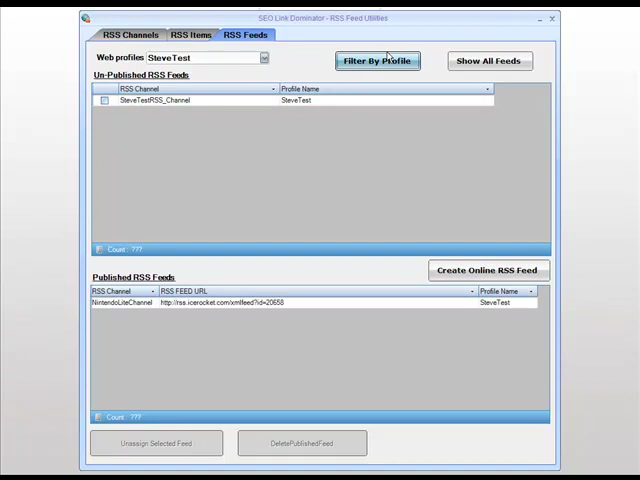 SEO Link Dominator - RSS Feed Utilities
RSS Channels RSS Items RSS Feeds
Web profiles SteveTest Filter By Profile Show All Feeds
Un-Published RSS Feeds
RSS Channel Profile Name
SteveTestRSS_Channel SteveTest
Count : ???
Create Online RSS Feed
Published RSS Feeds
RSS Channel RSS FEED URL Profile Name
NintendoLiteChannel http://rss.icerocket.com/xmlfeed?id=20658 SteveTest
Count : ???
Unassign Selected Feed DeletePublishedFeed